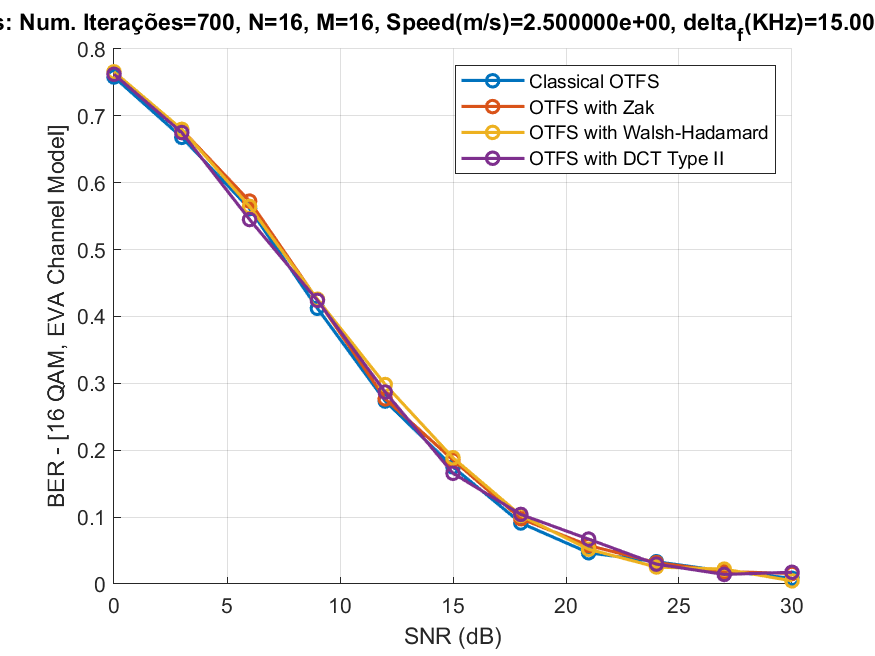 s: Num. Iterações=700, N=16, M=16, Speed(m/s)=2.500000e+00, delta_f(KHz)=15.00
0.8
0.7
0.6
0.5
0.4
0.3
0.2
0.1
0
BER - [16 QAM, EVA Channel Model]
Classical OTFS
OTFS with Zak
OTFS with Walsh-Hadamard
OTFS with DCT Type II
0 5 10 15 20 25 30
SNR (dB)